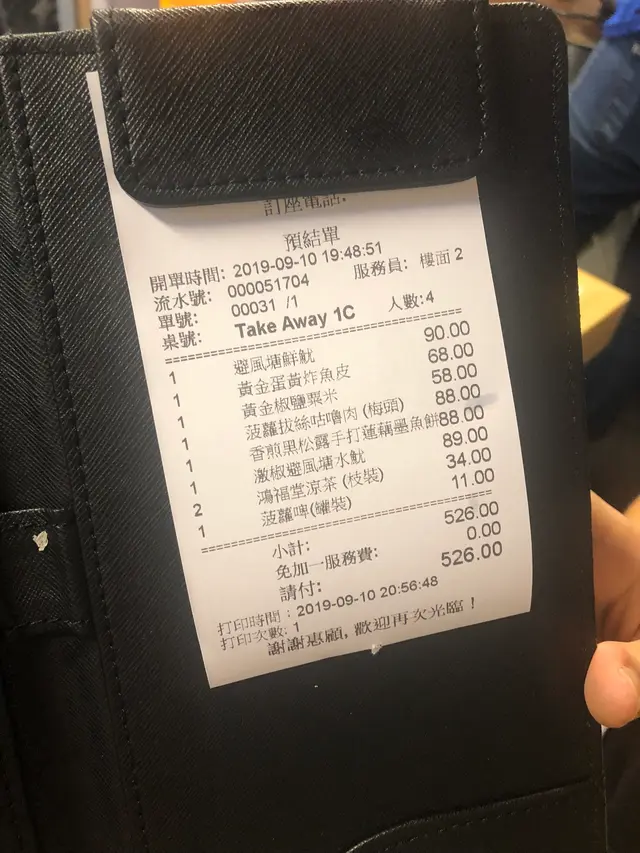 訂座電話:
預結單
開單時間: 2019-09-10 19:48:51
流水號: 000051704 服務員: 樓面 2
單號: 00031 /1
桌號: Take Away 1C 人數:4
1 避風塘鮮魷 90.00
1 黃金蛋黃炸魚皮 68.00
1 黃金椒鹽粟米 58.00
1 菠蘿拔絲咕嚕肉 (梅頭) 88.00
1 香煎黑松露手打蓮藕墨魚餅88.00
1 激椒避風塘水魷 89.00
2 鴻福堂涼茶 (枝裝) 34.00
1 菠蘿啤(罐裝) 11.00
小計: 526.00
免加一服務費: 0.00
請付: 526.00
打印時間 : 2019-09-10 20:56:48
打印次數: 1
謝謝惠顧, 歡迎再次光臨！